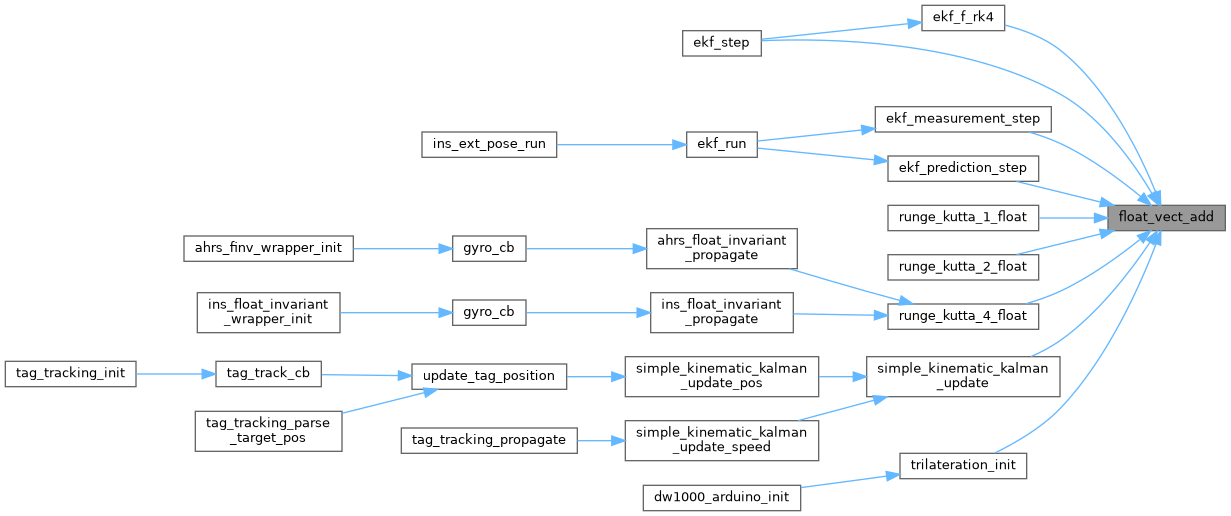 ekf_f_rk4
ekf_step
ekf_measurement_step
ins_ext_pose_run
ekf_run
ekf_prediction_step
float_vect_add
runge_kutta_1_float
ahrs_finv_wrapper_init
gyro_cb
ahrs_float_invariant
_propagate
runge_kutta_2_float
ins_float_invariant
_wrapper_init
gyro_cb
ins_float_invariant
_propagate
runge_kutta_4_float
tag_tracking_init
tag_track_cb
update_tag_position
simple_kinematic_kalman
_update_pos
simple_kinematic_kalman
_update
tag_tracking_parse
_target_pos
tag_tracking_propagate
simple_kinematic_kalman
_update_speed
trilateration_init
dw1000_arduino_init